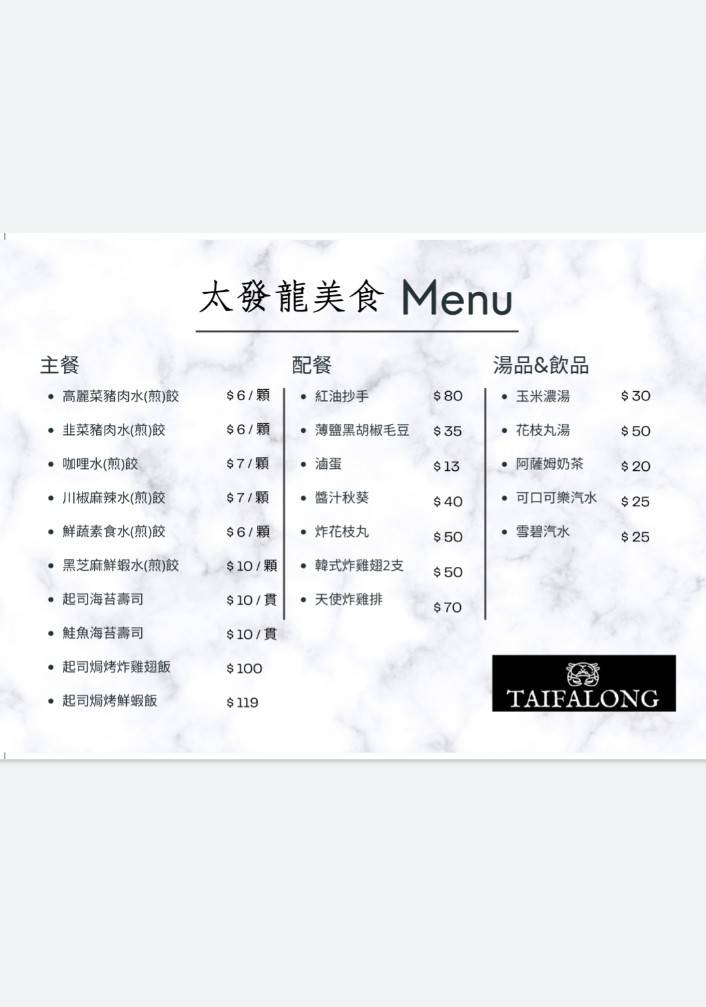 太發龍美食 Menu
主餐
高麗菜豬肉水(煎)餃 $6/顆
韭菜豬肉水(煎)餃 $6/顆
咖哩水(煎)餃 $7/顆
川椒麻辣水(煎)餃 $7/顆
鮮蔬素食水(煎)餃 $6/顆
黑芝麻鮮蝦水(煎)餃 $10/顆
起司海苔壽司 $10/貫
鮭魚海苔壽司 $10/貫
起司焗烤炸雞翅飯 $100
起司焗烤鮮蝦飯 $119
配餐
紅油抄手 $80
薄鹽黑胡椒毛豆 $35
滷蛋 $13
醬汁秋葵 $40
炸花枝丸 $50
韓式炸雞翅2支 $50
天使炸雞排 $70
湯品&飲品
玉米濃湯 $30
花枝丸湯 $50
阿薩姆奶茶 $20
可口可樂汽水 $25
雪碧汽水 $25
TAIFALONG